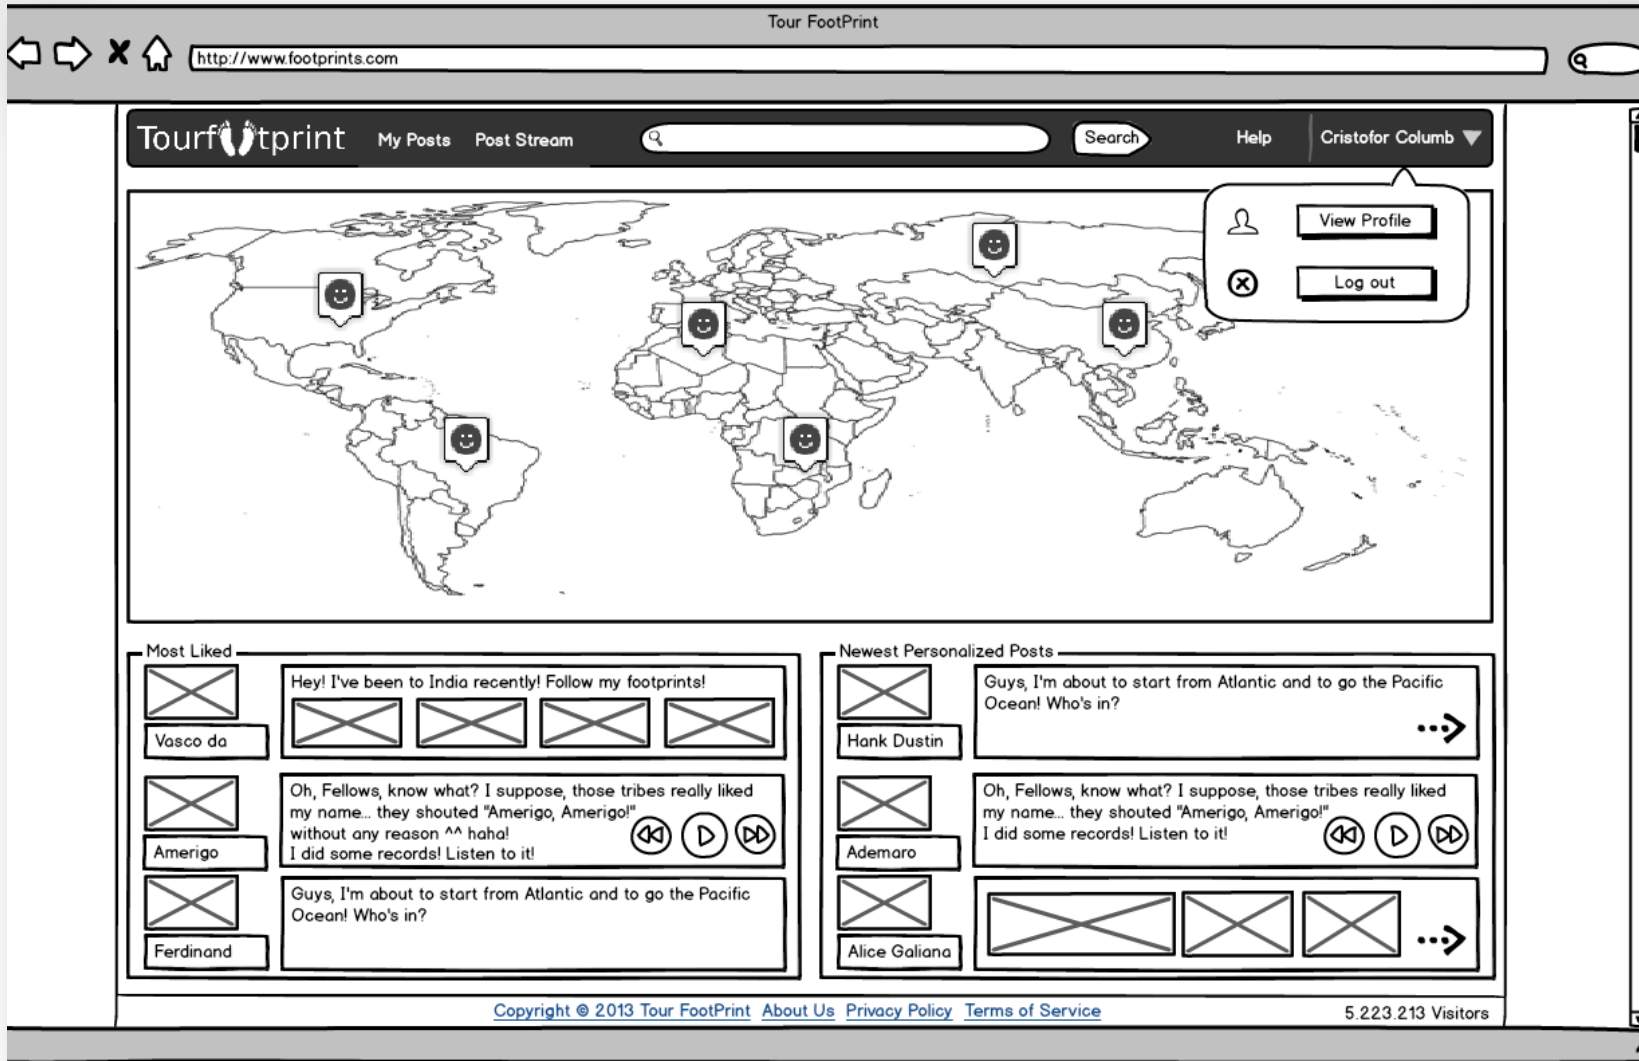 Tour FootPrint
http://www.footprints.com
Tourf tprint
My Posts
Post Stream
Search
Help
Cristofor Columb
View Profile
Log out
Most Liked
Hey! I've been to India recently! Follow my footprints!
Vasco da
Oh, Fellows, know what? I suppose, those tribes really liked
my name... they shouted "Amerigo, Amerigo!"
without any reason ^^ haha!
I did some records! Listen to it!
Amerigo
Guys, I'm about to start from Atlantic and to go the Pacific
Ocean! Who's in?
Ferdinand
Newest Personalized Posts
Guys, I'm about to start from Atlantic and to go the Pacific
Ocean! Who's in?
Hank Dustin
Oh, Fellows, know what? I suppose, those tribes really liked
my name... they shouted "Amerigo, Amerigo!"
I did some records! Listen to it!
Ademaro
Alice Galiana
Copyright © 2013 Tour FootPrint About Us Privacy Policy Terms of Service
5.223.213 Visitors